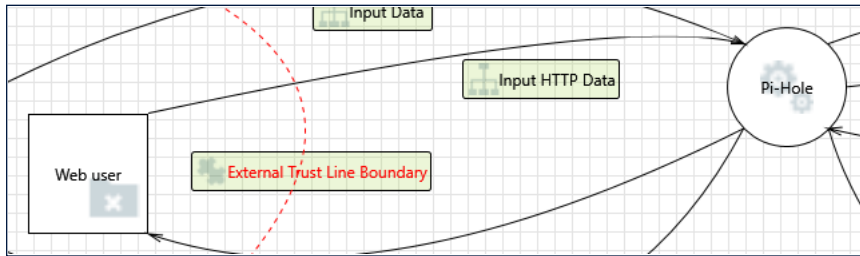 Input Data
Input HTTP Data
Pi-Hole
External Trust Line Boundary
Web user